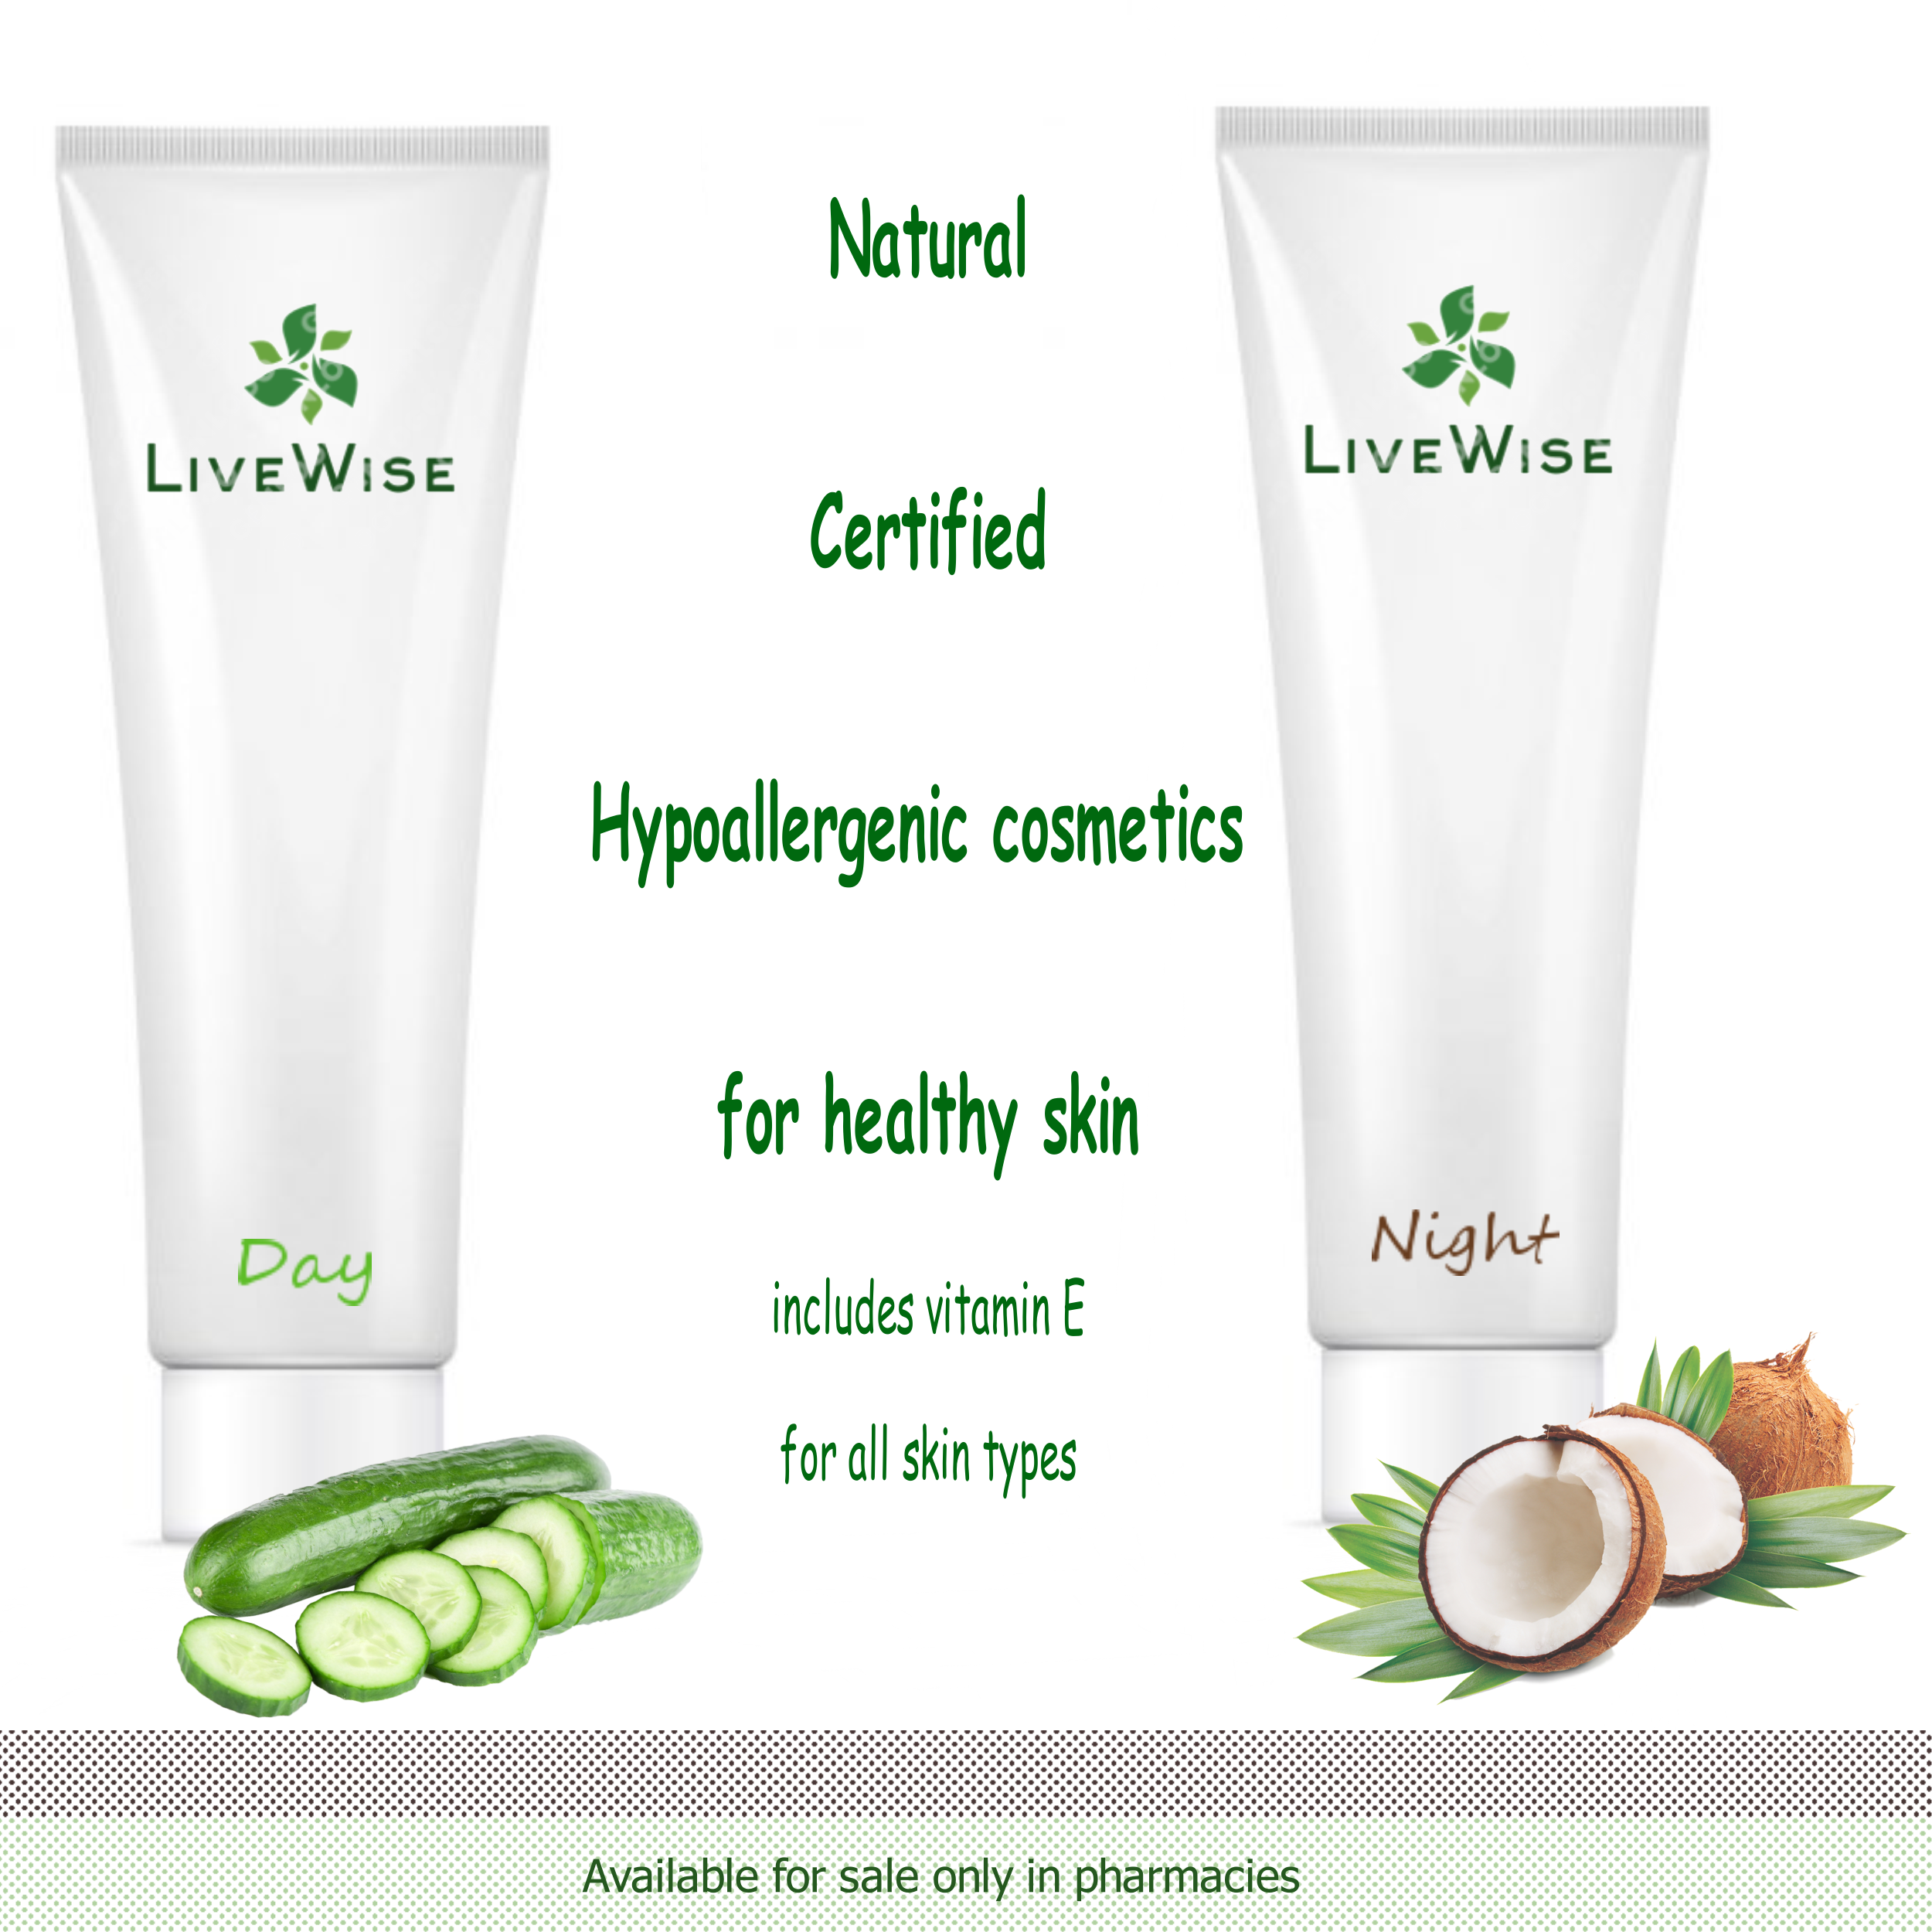 LIVEWISE
Day
Natural
Certified
Hypoallergenic cosmetics
for healthy skin
includes vitamin E
for all skin types
LIVEWISE
Night
Available for sale only in pharmacies